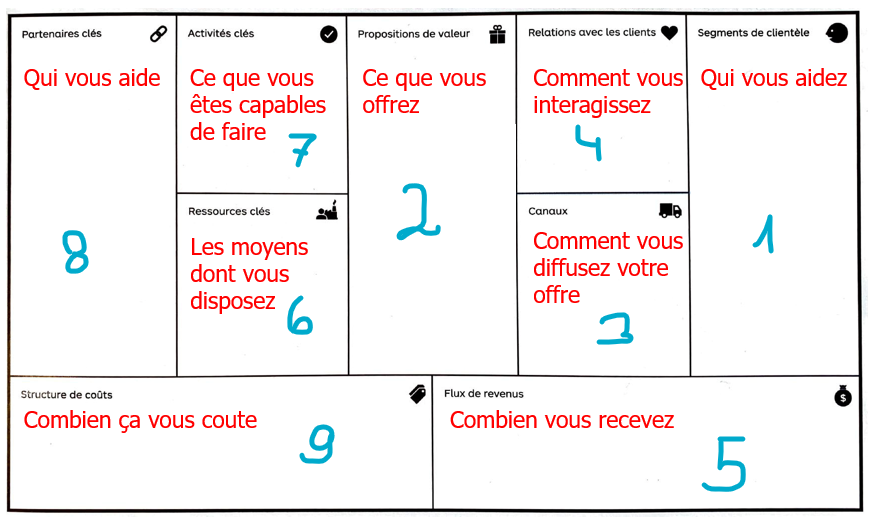 Partenaires clés
Qui vous aide
8
Activités clés
Ce que vous
êtes capables
de faire
7
Ressources clés
Les moyens
dont vous
disposez
6
Propositions de valeur
Ce que vous
offrez
2
Relations avec les clients
Comment vous
interagissez
4
Canaux
Comment vous
diffusez votre
offre
3
Segments de clientèle
Qui vous aidez
1
Structure de coûts
Combien ça vous coute
9
Flux de revenus
$
Combien vous recevez
5